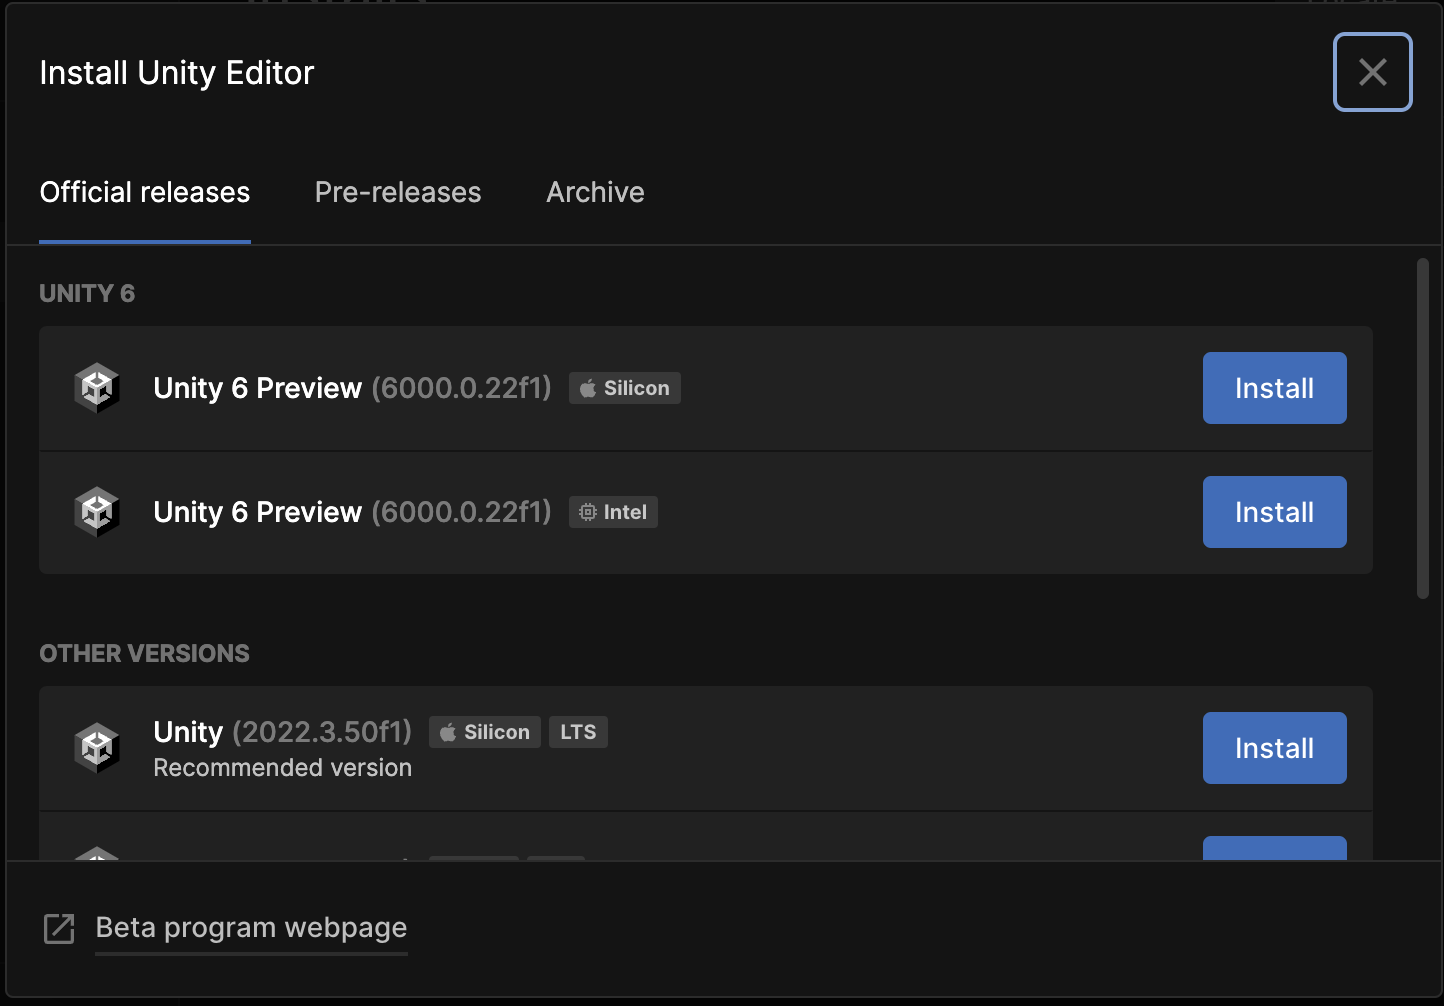 Install Unity Editor
Official releases Pre-releases Archive
UNITY 6
Unity 6 Preview (6000.0.22f1) Silicon Install
Unity 6 Preview (6000.0.22f1) Intel Install
OTHER VERSIONS
Unity (2022.3.50f1) Silicon LTS Install
Recommended version
Beta program webpage